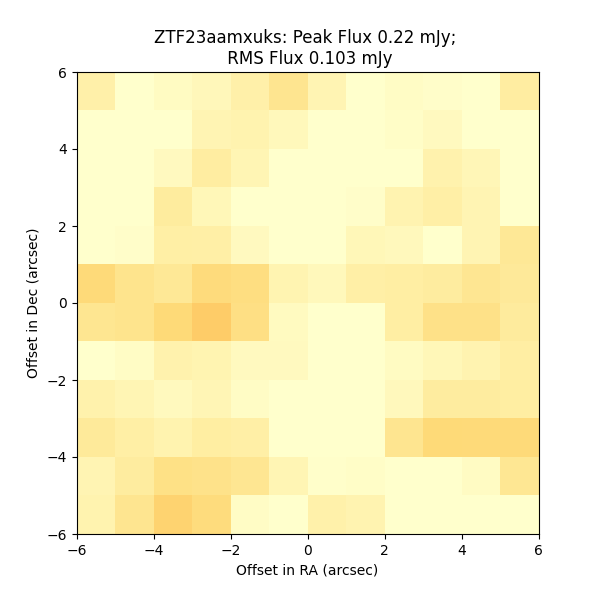 ZTF23aamxuks: Peak Flux 0.22 mJy;
RMS Flux 0.103 mJy
6
4
2
0
−2
−4
−6
Offset in Dec (arcsec)
−6 −4 −2 0 2 4 6
Offset in RA (arcsec)